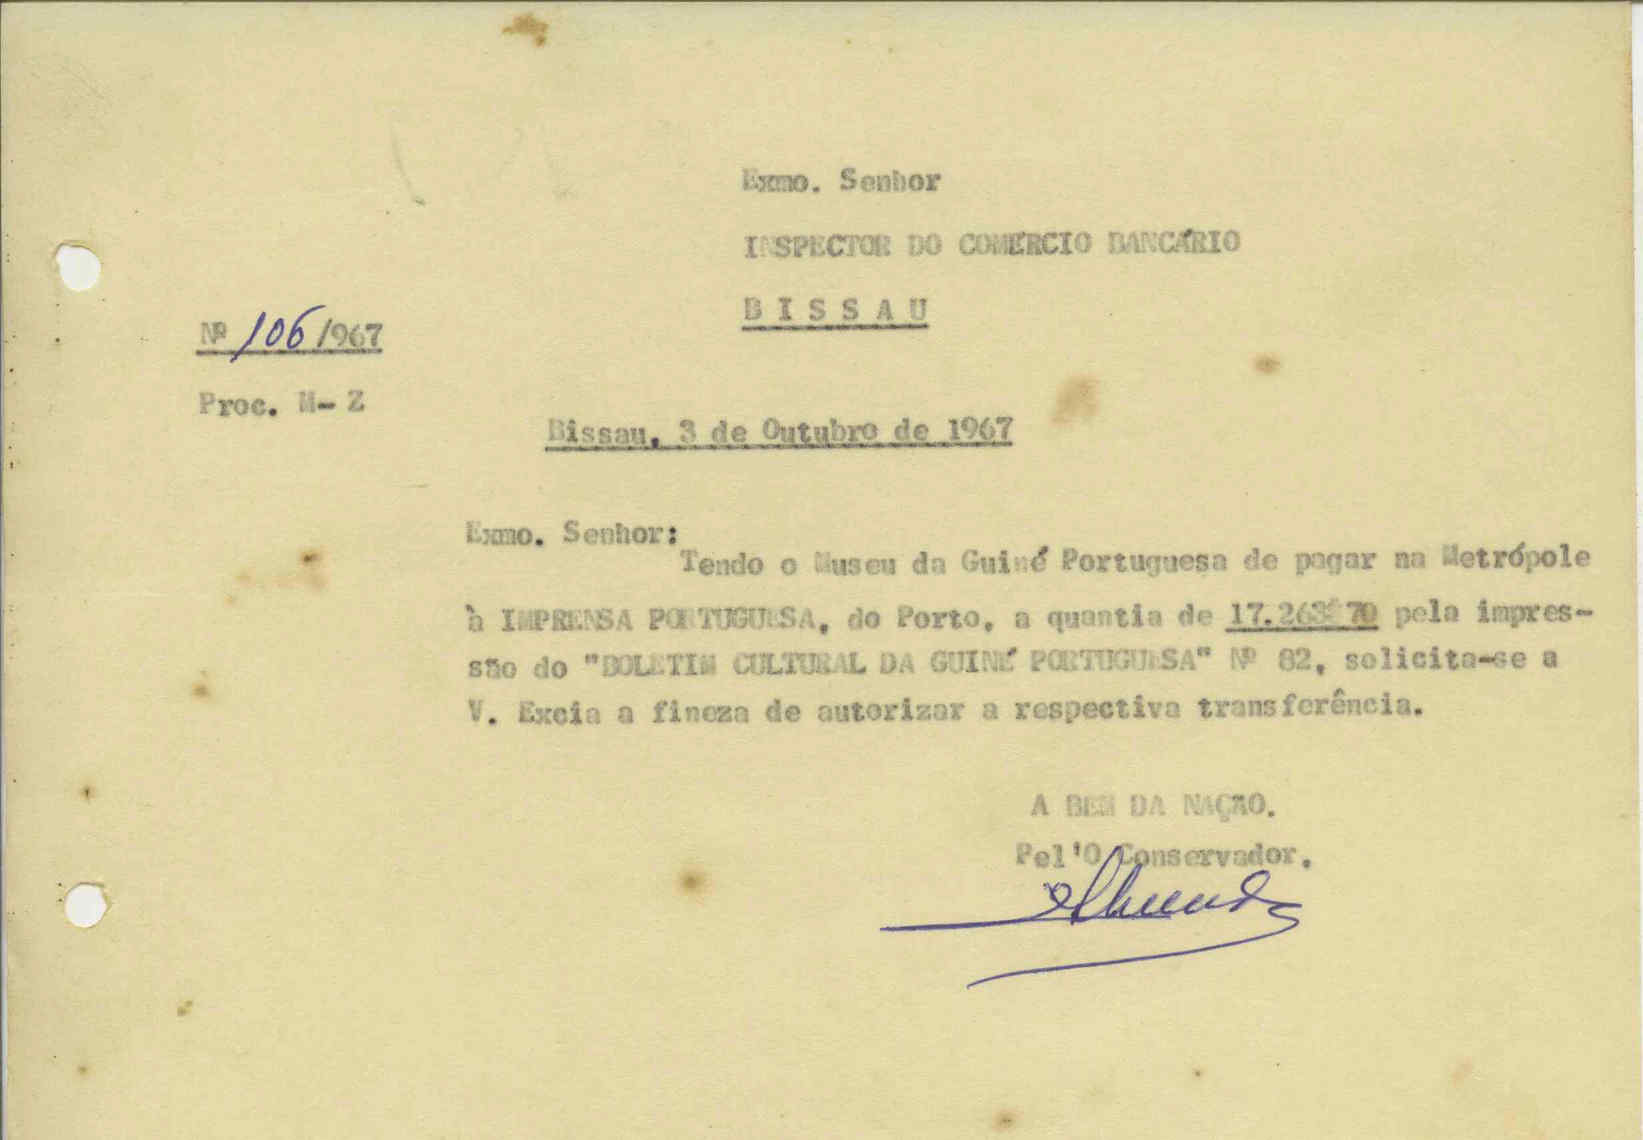 Exmo. Senhor
INSPECTOR DO COMÉRCIO BANCÁRIO
B I S S A U
Nº 106/967
Proc. M- Z
Bissau, 3 de Outubro de 1967
Exmo. Senhor:
Tendo o Museu da Guiné Portuguesa de pagar na Metrópole
à IMPRENSA PORTUGUESA, do Porto, a quantia de 17.263$70 pela impres-
são do "BOLETIM CULTURAL DA GUINÉ PORTUGUESA" Nº 82, solicita-se a
V. Excia a fineza de autorizar a respectiva transferência.
A BEM DA NAÇÃO.
Pel'O Conservador.